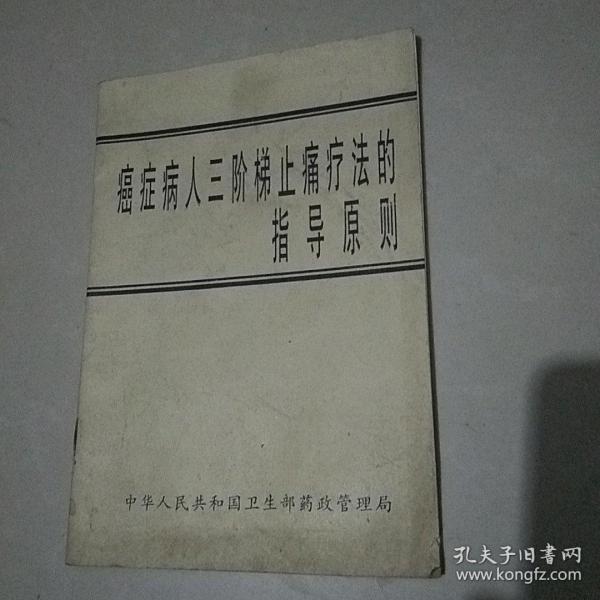 癌症病人三阶梯止痛疗法的
指导原则
中华人民共和国卫生部药政管理局
孔夫子旧書网
www.kongfz.com